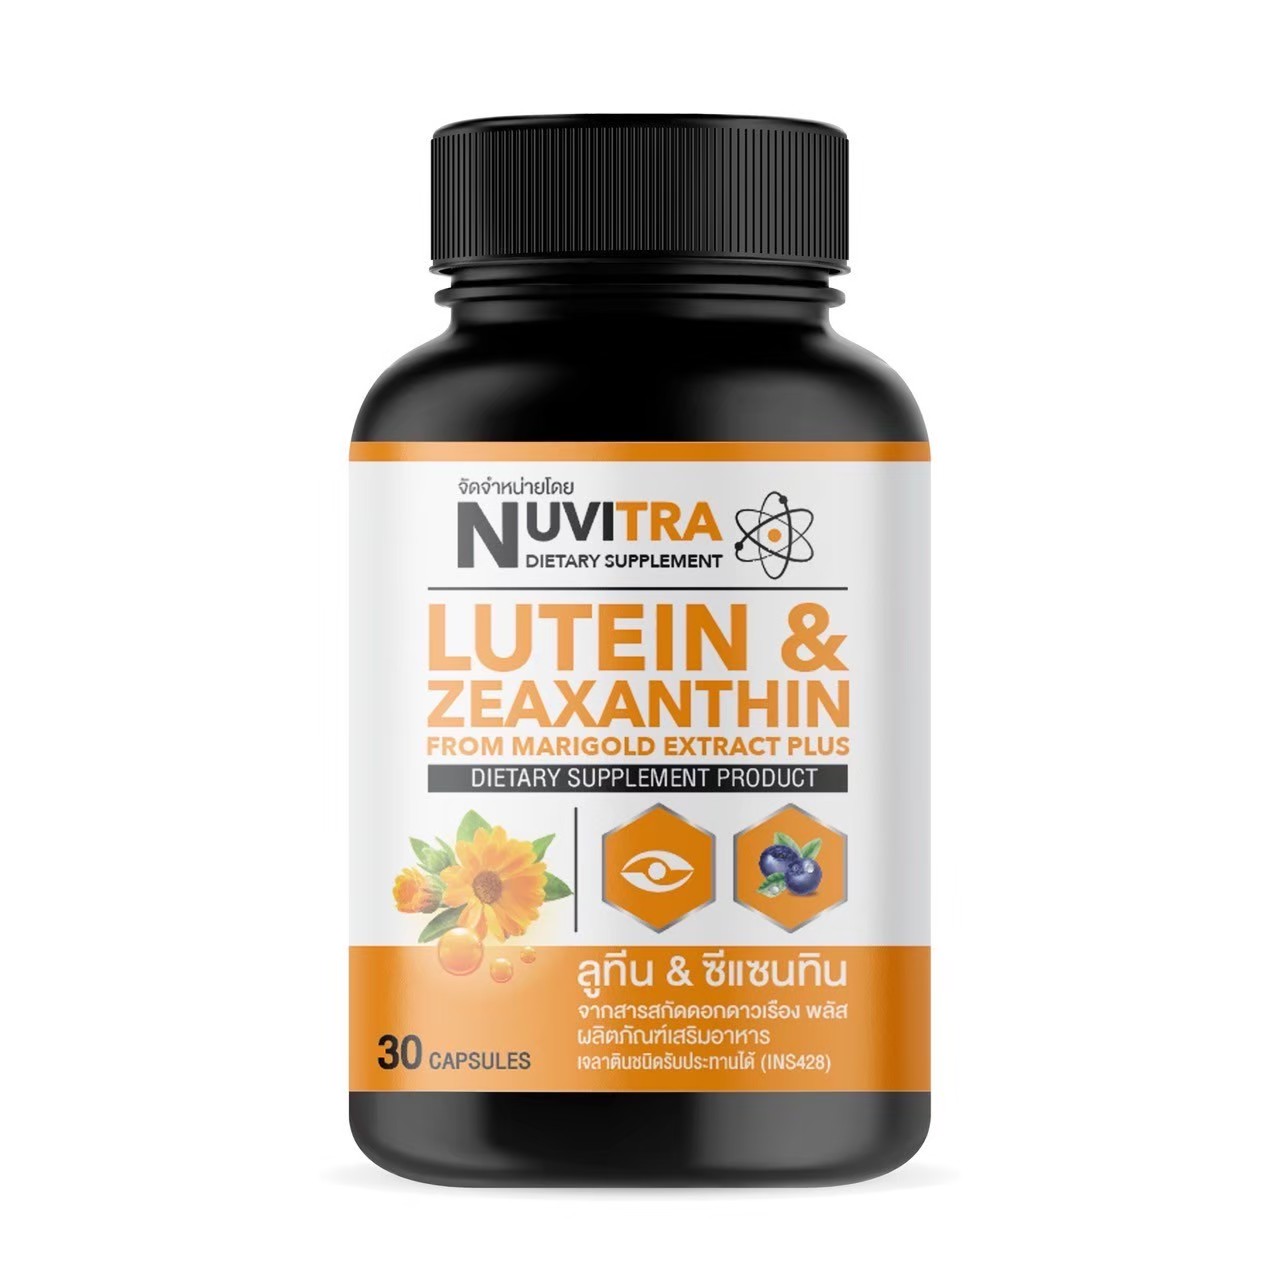 จัดจำหน่ายโดย
NUVITRA
DIETARY SUPPLEMENT
LUTEIN &
ZEAXANTHIN
FROM MARIGOLD EXTRACT PLUS
DIETARY SUPPLEMENT PRODUCT
ลูทีน & ซีแซนทิน
จากสารสกัดดอกดาวเรือง พลัส
ผลิตภัณฑ์เสริมอาหาร
เจลาตินชนิดรับประทานได้ (INS428)
30 CAPSULES